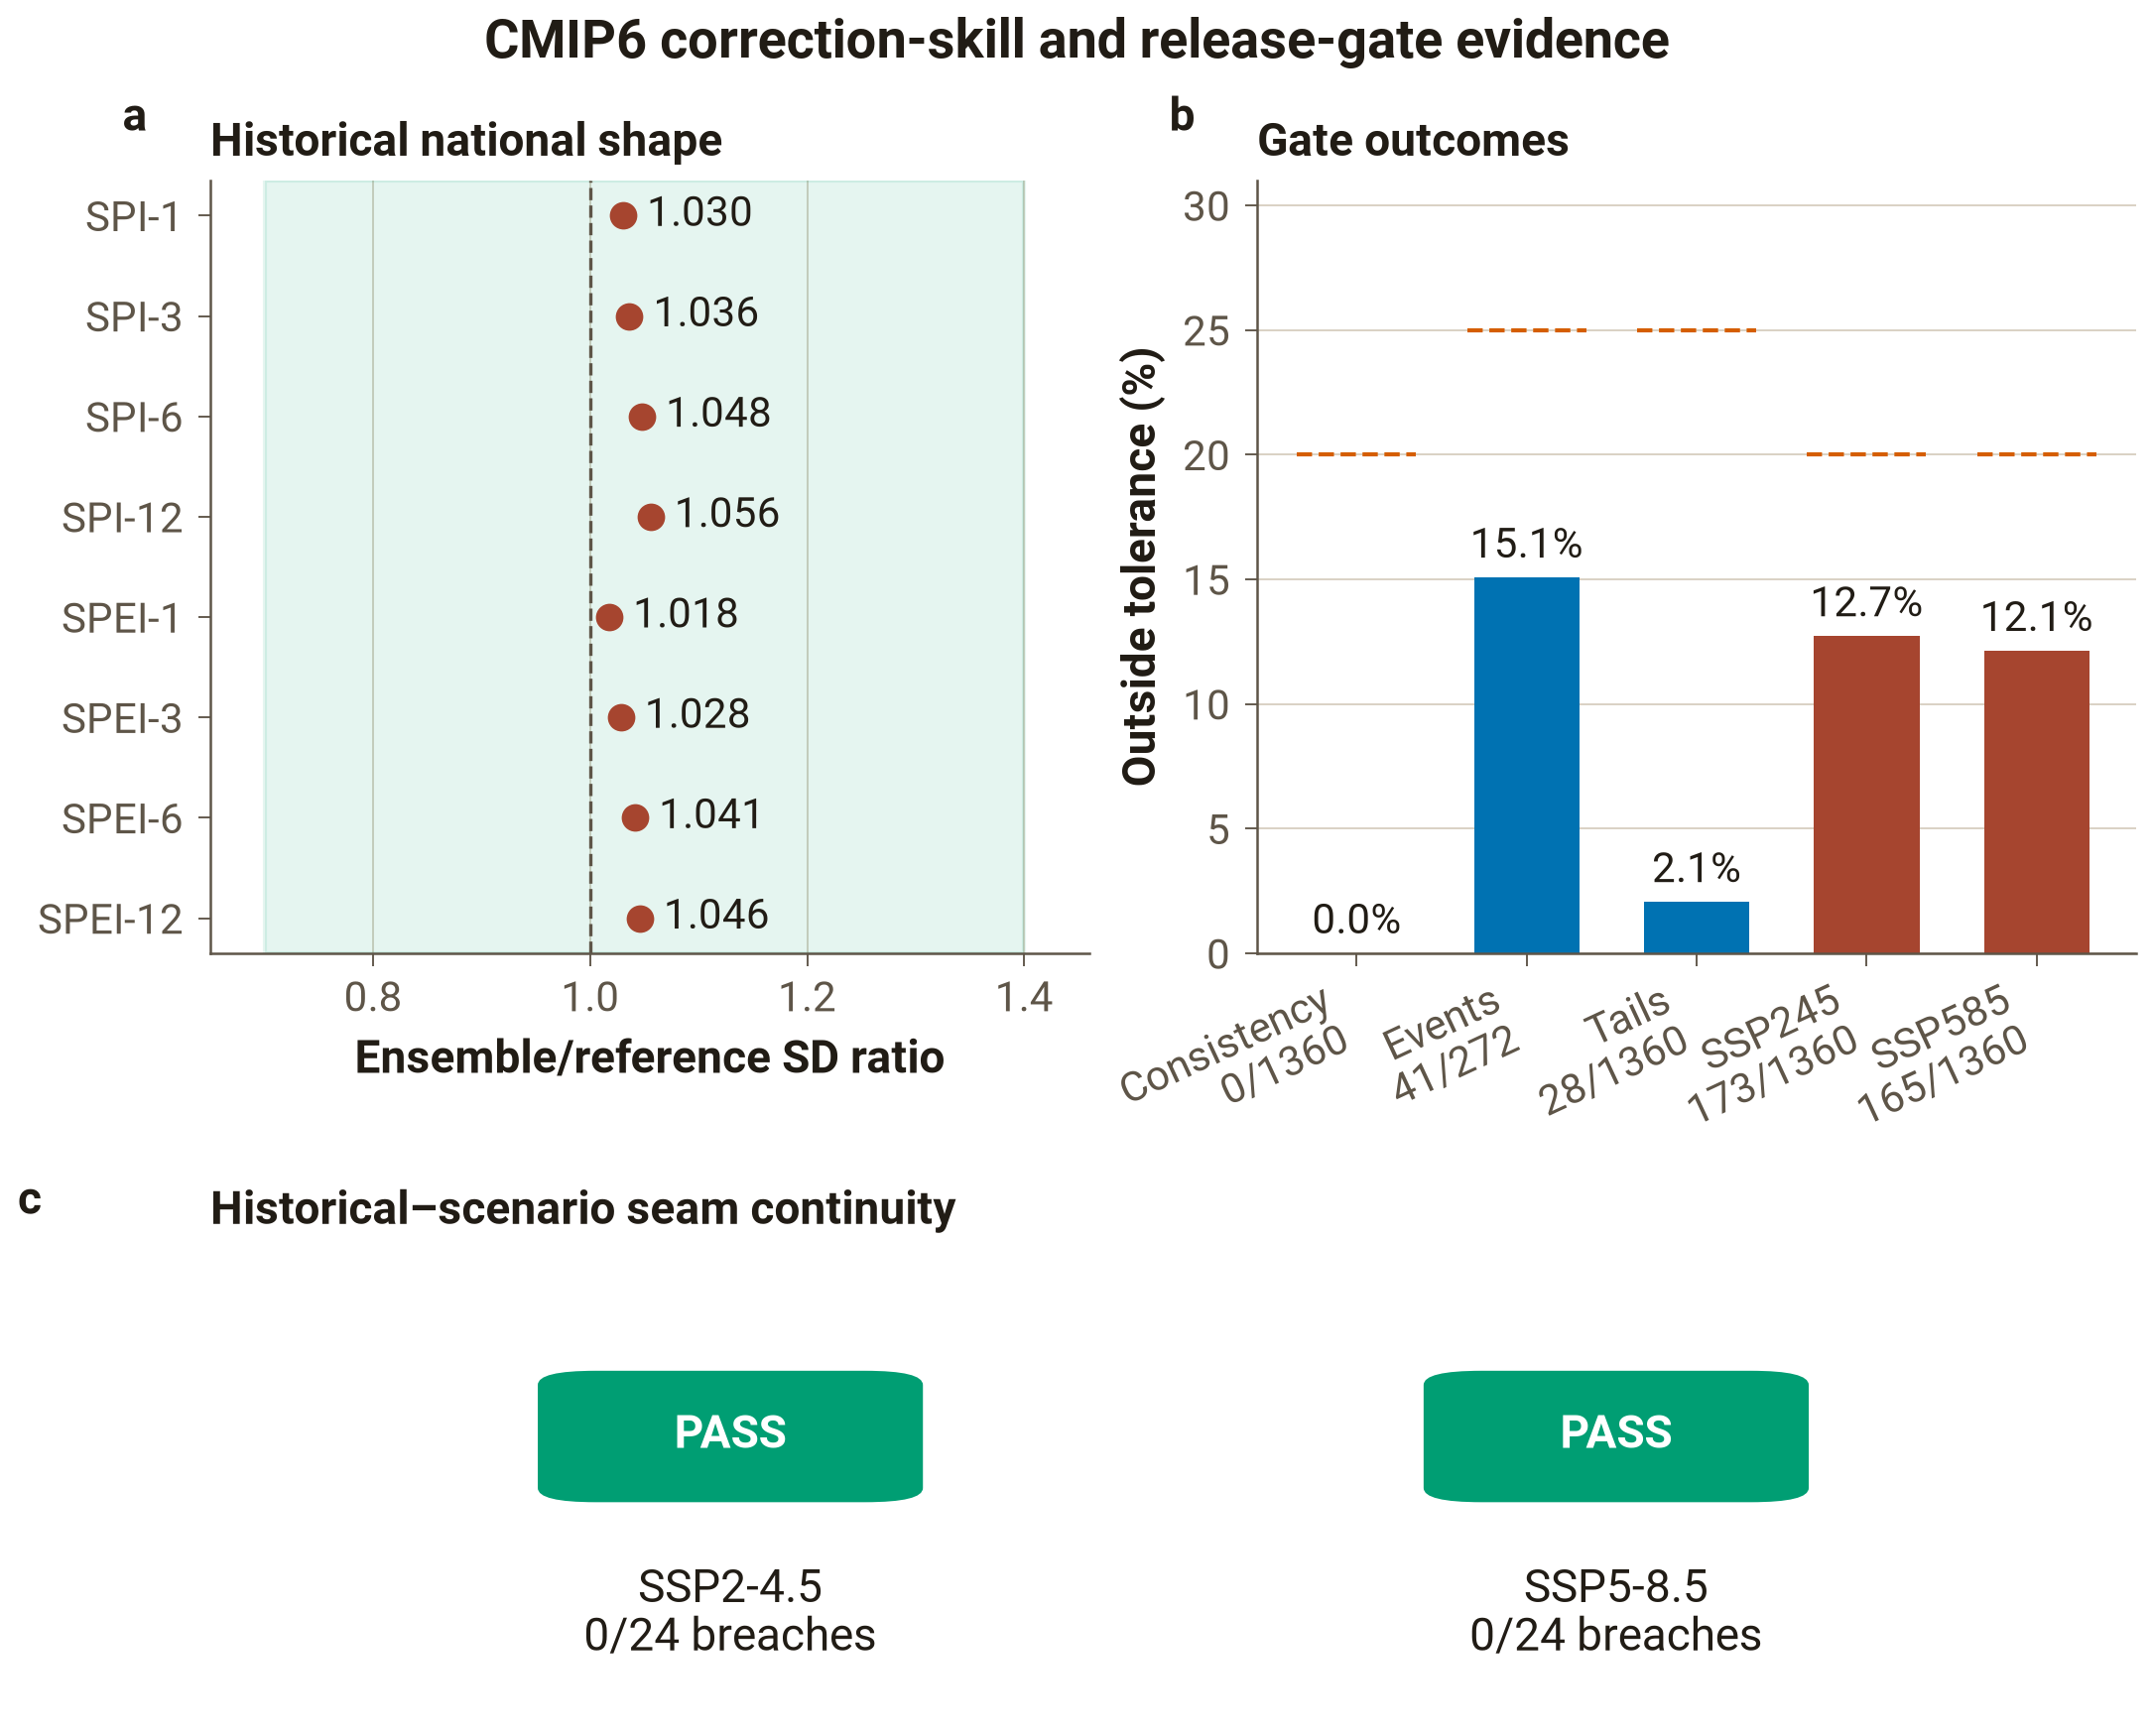 CMIP6 correction-skill and release-gate evidence
a
Historical national shape
SPI-1
1.030
SPI-3
1.036
SPI-6
1.048
SPI-12
1.056
SPEI-1
1.018
SPEI-3
1.028
SPEI-6
1.041
SPEI-12
1.046
0.8 1.0 1.2 1.4
Ensemble/reference SD ratio
b
Gate outcomes
Outside tolerance (%)
30
25
20
15
10
5
0
0.0%
15.1%
2.1%
12.7%
12.1%
Consistency
0/1360
Events
41/272
Tails
28/1360
SSP245
173/1360
SSP585
165/1360
c
Historical–scenario seam continuity
PASS
SSP2-4.5
0/24 breaches
PASS
SSP5-8.5
0/24 breaches